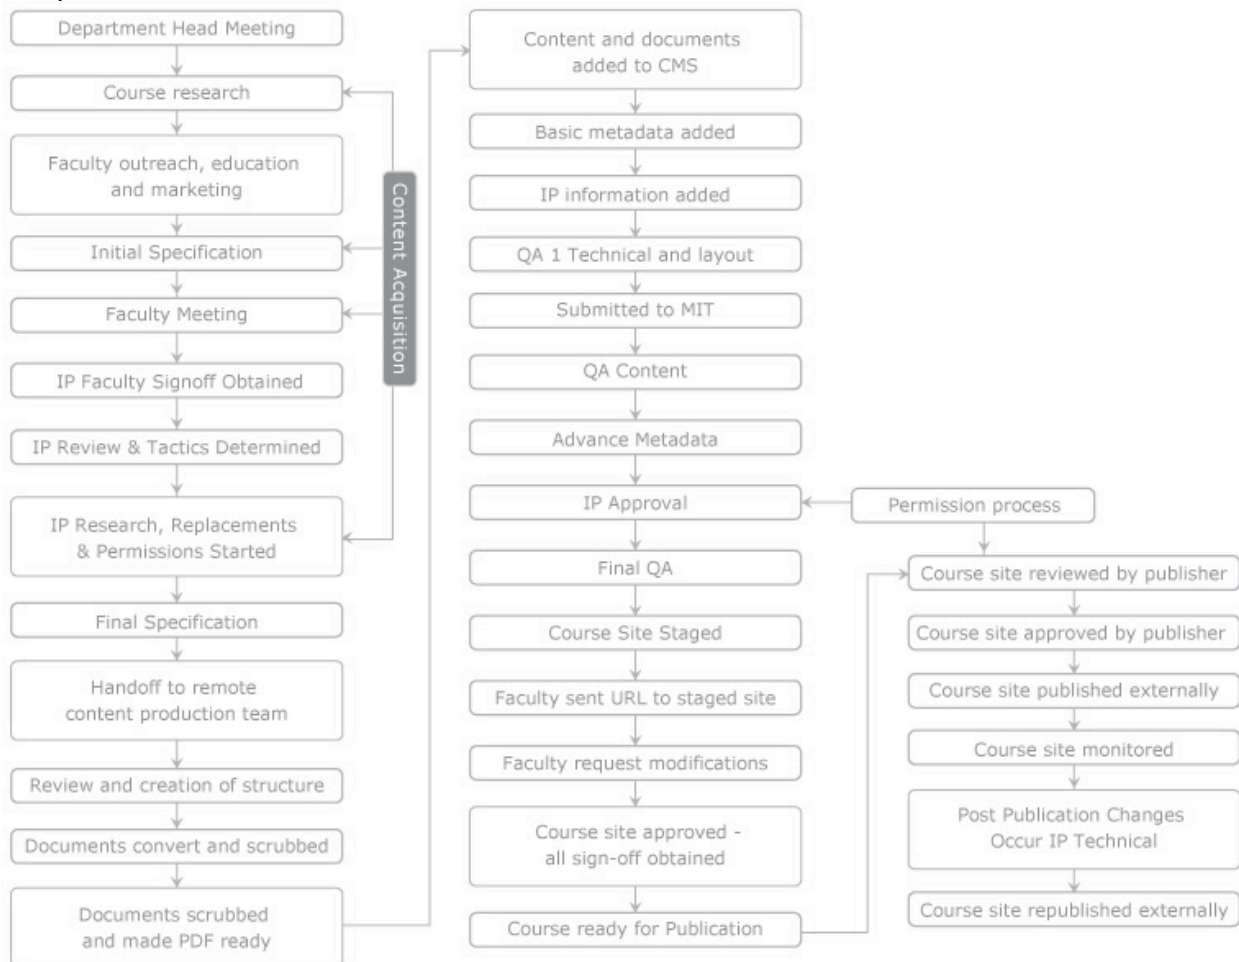 Department Head Meeting
Course research
Faculty outreach, education
and marketing
Initial Specification
Faculty Meeting
IP Faculty Signoff Obtained
IP Review & Tactics Determined
IP Research, Replacements
& Permissions Started
Final Specification
Handoff to remote
content production team
Review and creation of structure
Documents convert and scrubbed
Documents scrubbed
and made PDF ready
Content Acquisition
Content and documents
added to CMS
Basic metadata added
IP information added
QA 1 Technical and layout
Submitted to MIT
QA Content
Advance Metadata
IP Approval
Final QA
Course Site Staged
Faculty sent URL to staged site
Faculty request modifications
Course site approved -
all sign-off obtained
Course ready for Publication
Permission process
Course site reviewed by publisher
Course site approved by publisher
Course site published externally
Course site monitored
Post Publication Changes
Occur IP Technical
Course site republished externally